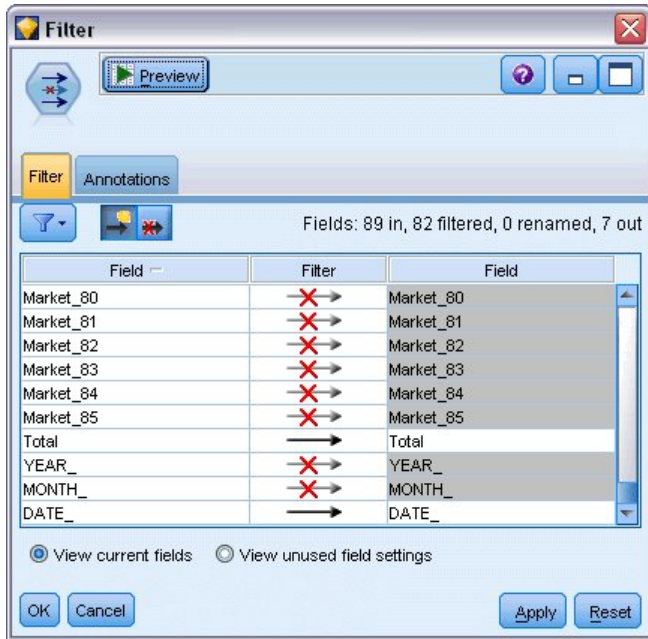 Filter
Preview
Filter Annotations
Fields: 89 in, 82 filtered, 0 renamed, 7 out
Field Filter Field
Market_80 Market_80
Market_81 Market_81
Market_82 Market_82
Market_83 Market_83
Market_84 Market_84
Market_85 Market_85
Total Total
YEAR_ YEAR_
MONTH_ MONTH_
DATE_ DATE_
View current fields View unused field settings
OK Cancel Apply Reset